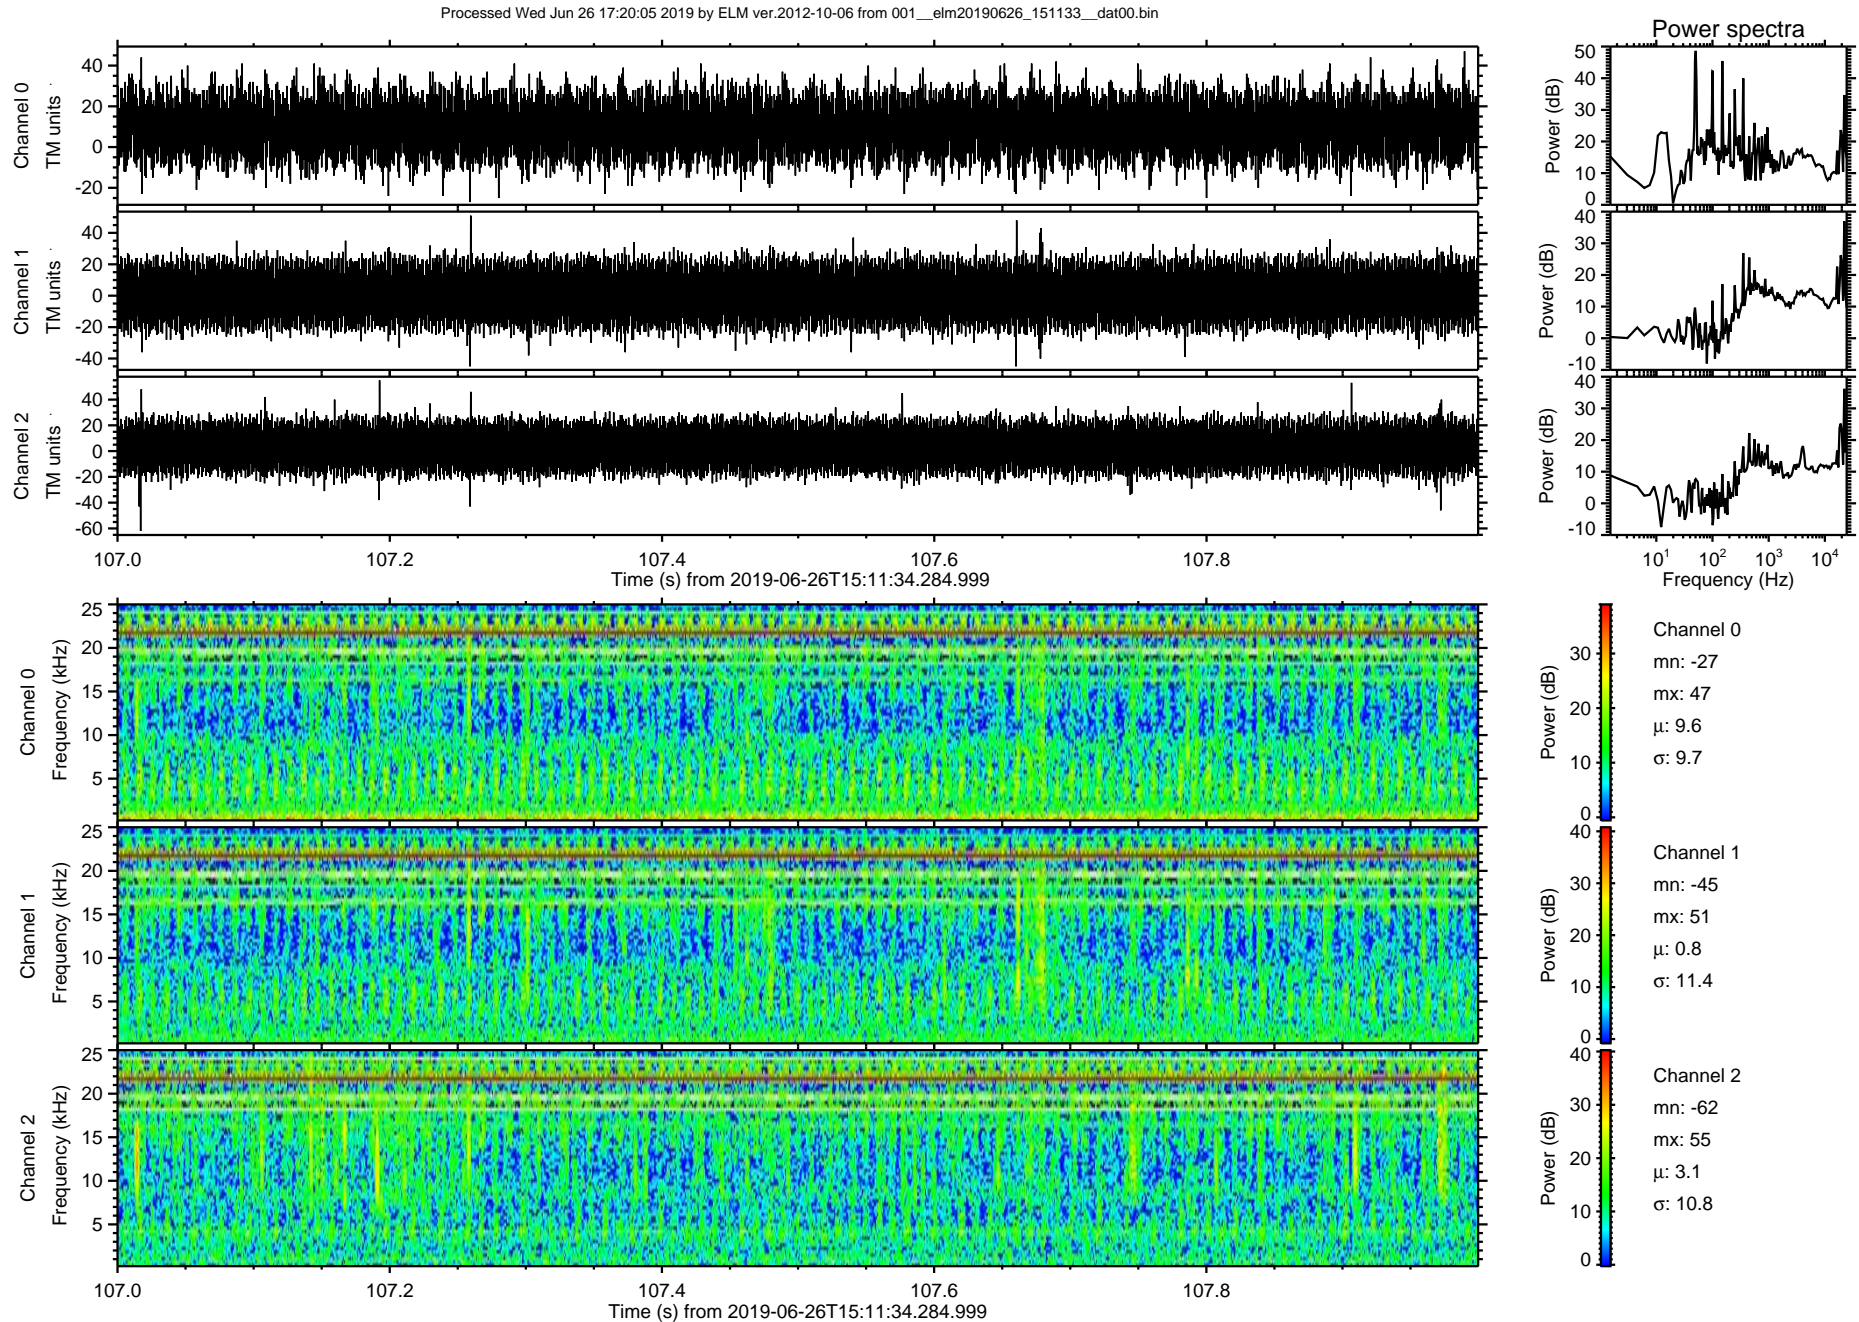 Processed Wed Jun 26 17:20:05 2019 by ELM ver.2012-10-06 from 001__elm20190626_151133__dat00.bin
Power spectra
Channel 0
TM units
40
20
0
-20
Power (dB)
50
40
30
20
10
0
Channel 1
TM units
40
20
0
-20
-40
Power (dB)
40
30
20
10
0
-10
Channel 2
TM units
40
20
0
-20
-40
-60
Power (dB)
40
30
20
10
0
-10
107.0 107.2 107.4 107.6 107.8
Time (s) from 2019-06-26T15:11:34.284.999
10¹ 10² 10³ 10⁴
Frequency (Hz)
Channel 0
Frequency (kHz)
25
20
15
10
5
Power (dB)
30
20
10
0
Channel 0
mn: -27
mx: 47
μ: 9.6
σ: 9.7
Channel 1
Frequency (kHz)
25
20
15
10
5
Power (dB)
40
30
20
10
0
Channel 1
mn: -45
mx: 51
μ: 0.8
σ: 11.4
Channel 2
Frequency (kHz)
25
20
15
10
5
Power (dB)
40
30
20
10
0
Channel 2
mn: -62
mx: 55
μ: 3.1
σ: 10.8
107.0 107.2 107.4 107.6 107.8
Time (s) from 2019-06-26T15:11:34.284.999